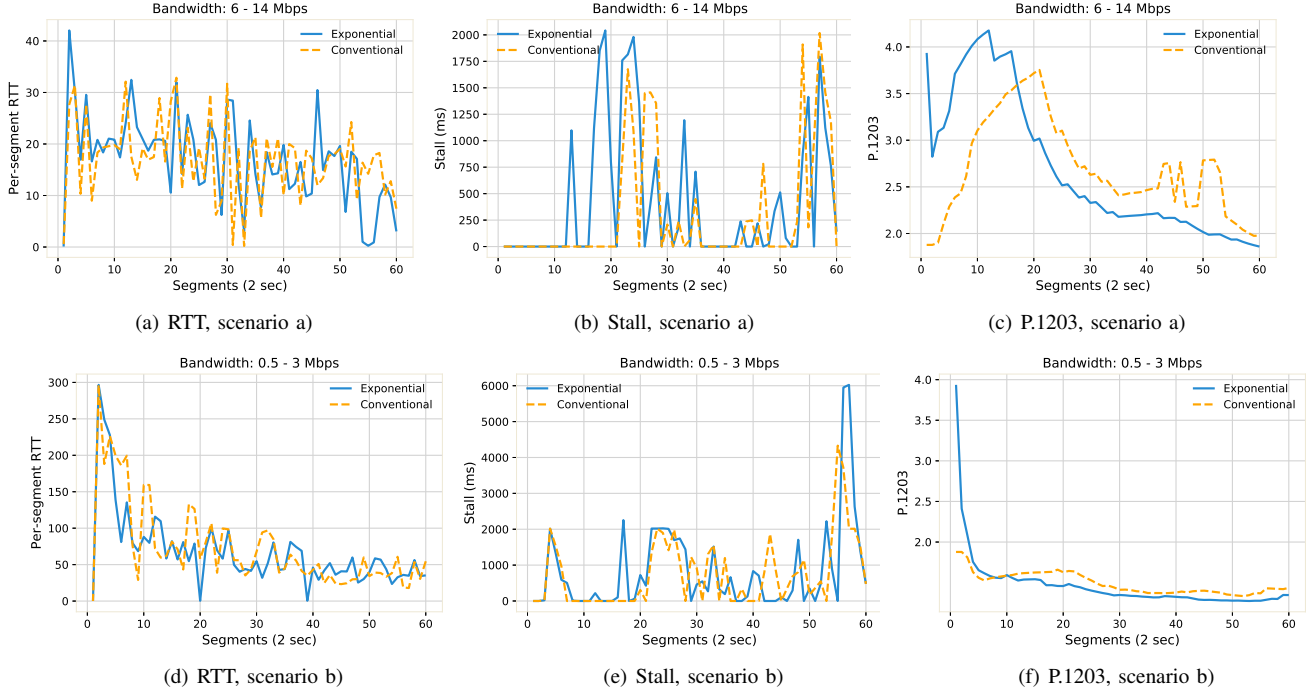 Bandwidth: 6 - 14 Mbps
Per-segment RTT
40
30
20
10
0
Exponential
Conventional
0 10 20 30 40 50 60
Segments (2 sec)
(a) RTT, scenario a)
Bandwidth: 6 - 14 Mbps
Stall (ms)
2000
1750
1500
1250
1000
750
500
250
0
Exponential
Conventional
0 10 20 30 40 50 60
Segments (2 sec)
(b) Stall, scenario a)
Bandwidth: 6 - 14 Mbps
P.1203
4.0
3.5
3.0
2.5
2.0
Exponential
Conventional
0 10 20 30 40 50 60
Segments (2 sec)
(c) P.1203, scenario a)
Bandwidth: 0.5 - 3 Mbps
Per-segment RTT
300
250
200
150
100
50
0
Exponential
Conventional
0 10 20 30 40 50 60
Segments (2 sec)
(d) RTT, scenario b)
Bandwidth: 0.5 - 3 Mbps
Stall (ms)
6000
5000
4000
3000
2000
1000
0
Exponential
Conventional
0 10 20 30 40 50 60
Segments (2 sec)
(e) Stall, scenario b)
Bandwidth: 0.5 - 3 Mbps
P.1203
4.0
3.5
3.0
2.5
2.0
Exponential
Conventional
0 10 20 30 40 50 60
Segments (2 sec)
(f) P.1203, scenario b)